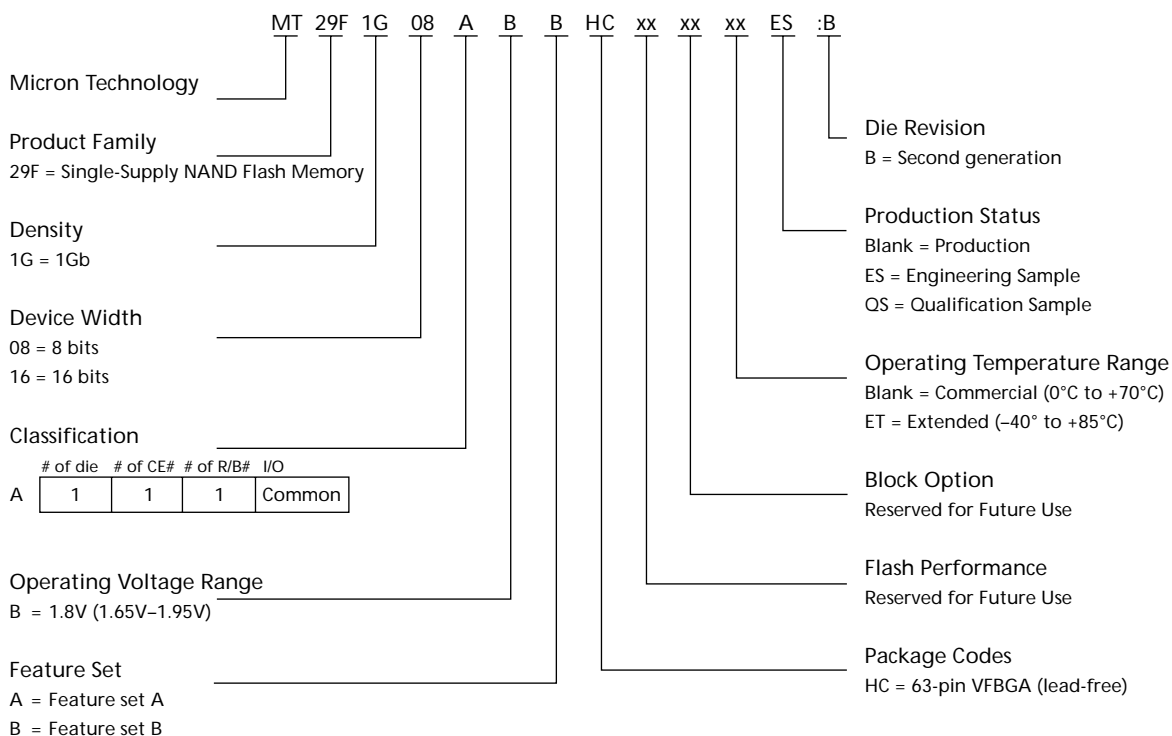 MT 29F 1G 08 A B B HC xx xx xx ES :B
Micron Technology
Product Family
29F = Single-Supply NAND Flash Memory
Density
1G = 1Gb
Device Width
08 = 8 bits
16 = 16 bits
Classification
# of die # of CE# # of R/B# I/O
A 1 1 1 Common
Operating Voltage Range
B = 1.8V (1.65V–1.95V)
Feature Set
A = Feature set A
B = Feature set B
Die Revision
B = Second generation
Production Status
Blank = Production
ES = Engineering Sample
QS = Qualification Sample
Operating Temperature Range
Blank = Commercial (0°C to +70°C)
ET = Extended (–40° to +85°C)
Block Option
Reserved for Future Use
Flash Performance
Reserved for Future Use
Package Codes
HC = 63-pin VFBGA (lead-free)